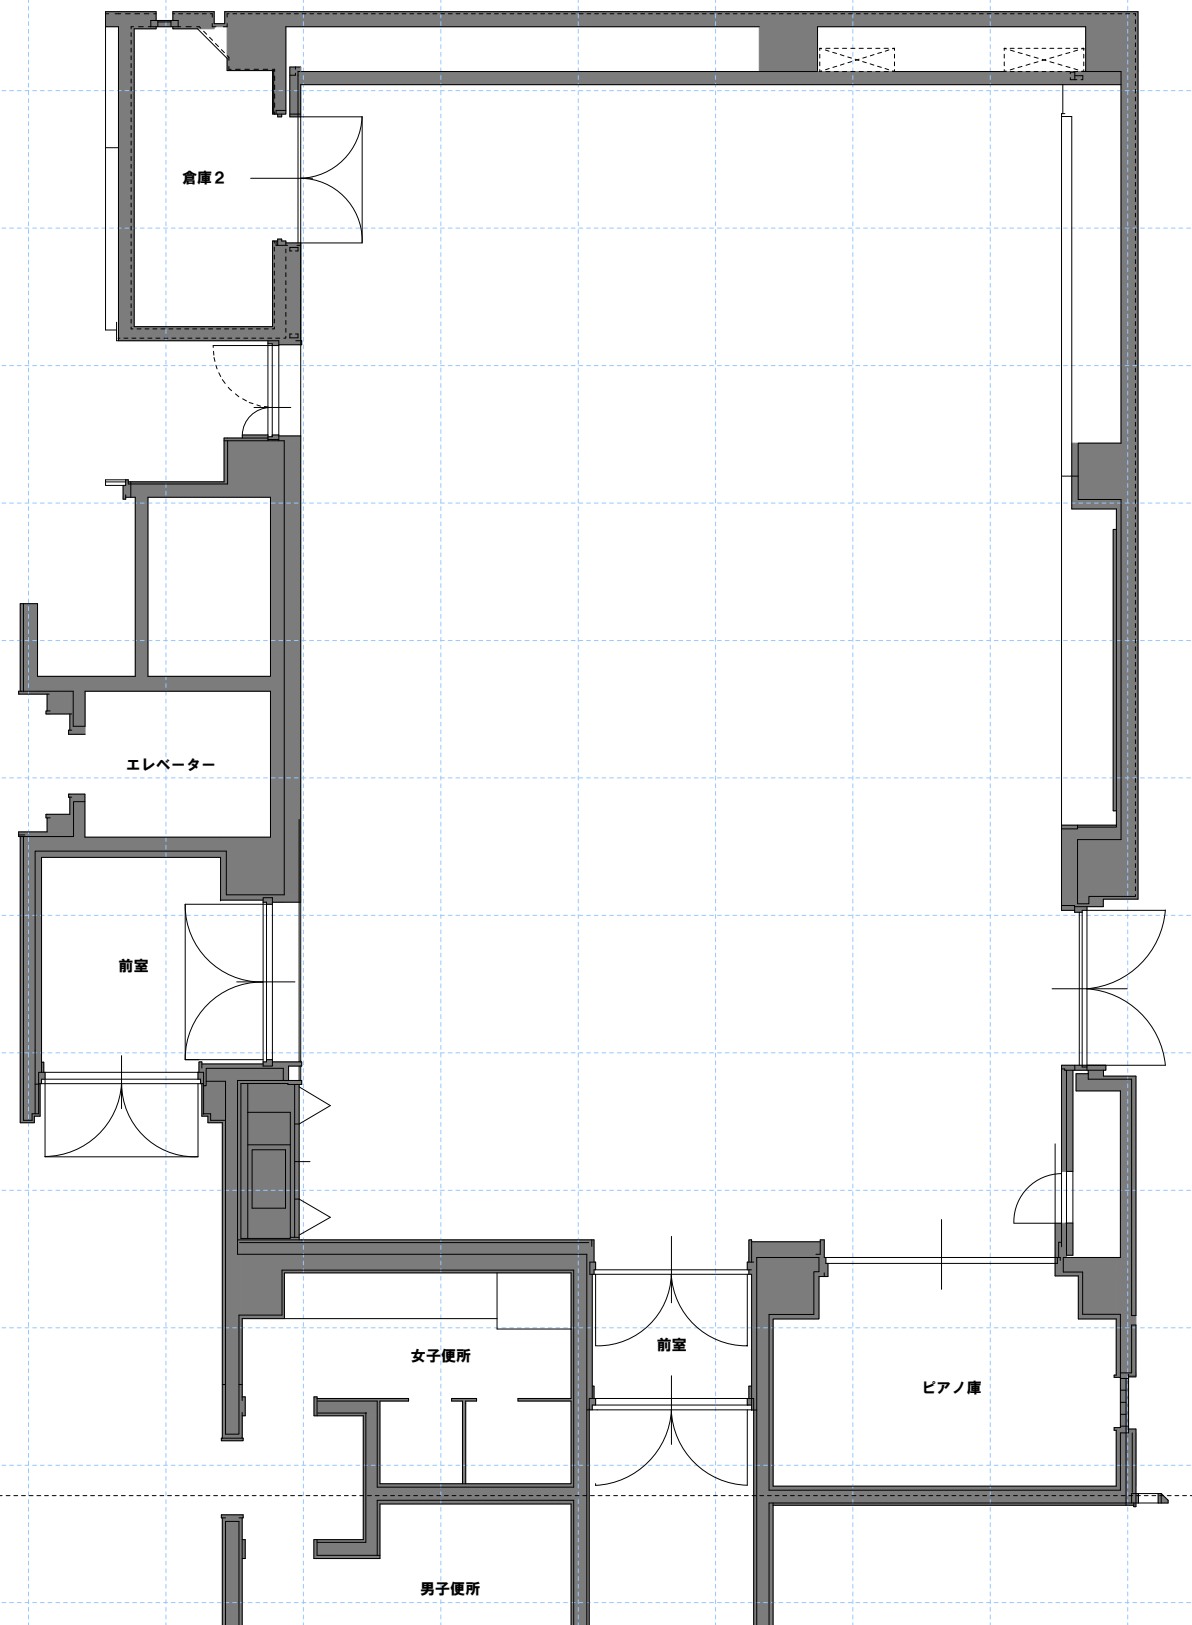 倉庫２
エレベーター
前室
前室
女子便所
ピアノ庫
男子便所